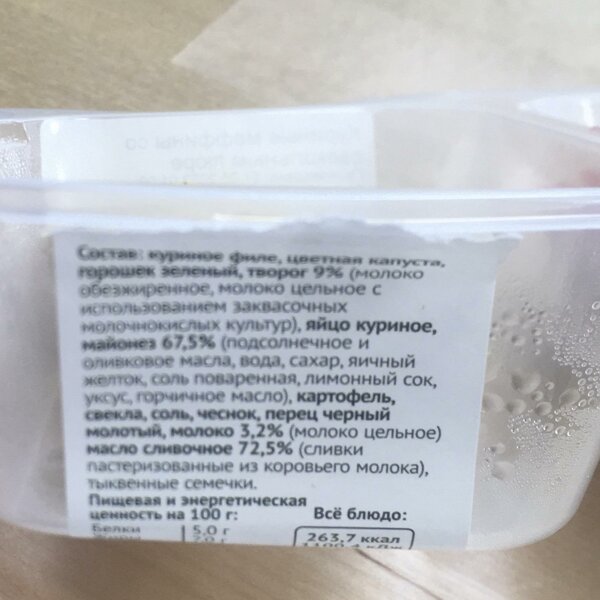 Состав: куриное филе, цветная капуста,
горошек зеленый, творог 9% (молоко
обезжиренное, молоко цельное с
использованием заквасочных
молочнокислых культур), яйцо куриное,
майонез 67,5% (подсолнечное и
оливковое масла, вода, сахар, яичный
желток, соль поваренная, лимонный сок,
уксус, горчичное масло), картофель,
свекла, соль, чеснок, перец черный
молотый, молоко 3,2% (молоко цельное)
масло сливочное 72,5% (сливки
пастеризованные из коровьего молока),
тыквенные семечки.
Пищевая и энергетическая
ценность на 100 г: Всё блюдо:
Белки 5.0 г 263,7 ккал